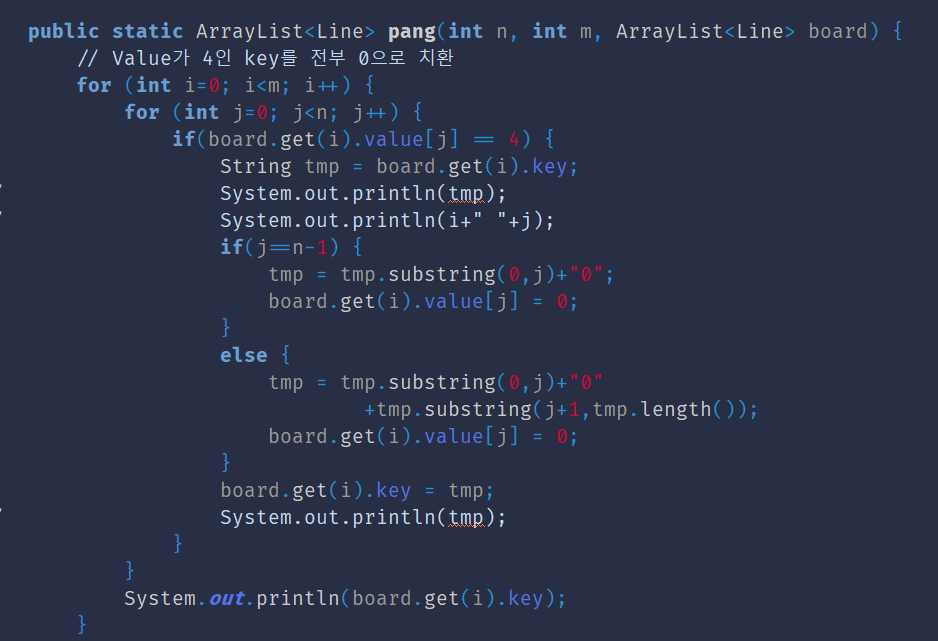 public static ArrayList<Line> pang(int n, int m, ArrayList<Line> board) {
// Value가 4인 key를 전부 0으로 치환
for (int i=0; i<m; i++) {
for (int j=0; j<n; j++) {
if(board.get(i).value[j] == 4) {
String tmp = board.get(i).key;
System.out.println(tmp);
System.out.println(i+" "+j);
if(j==n-1) {
tmp = tmp.substring(0,j)+"0";
board.get(i).value[j] = 0;
}
else {
tmp = tmp.substring(0,j)+"0"
+tmp.substring(j+1,tmp.length());
board.get(i).value[j] = 0;
}
board.get(i).key = tmp;
System.out.println(tmp);
}
}
System.out.println(board.get(i).key);
}